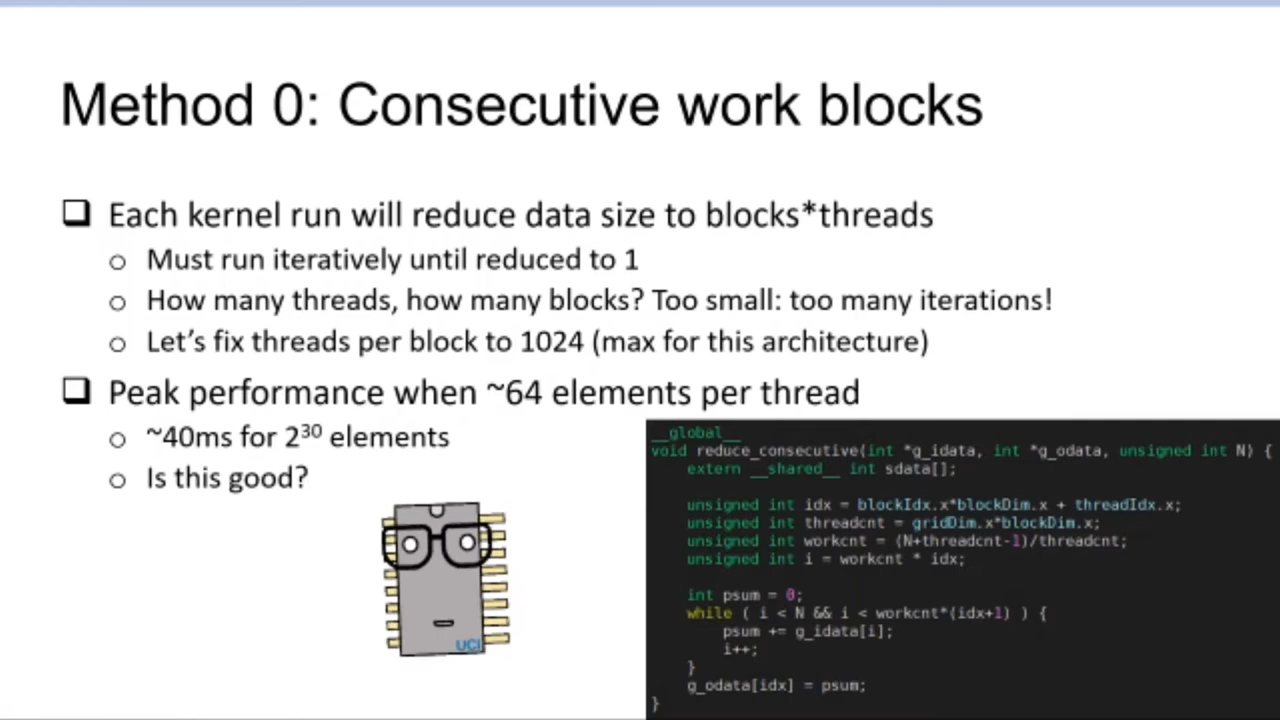 Method 0: Consecutive work blocks
❑ Each kernel run will reduce data size to blocks*threads
o Must run iteratively until reduced to 1
o How many threads, how many blocks? Too small: too many iterations!
o Let’s fix threads per block to 1024 (max for this architecture)
❑ Peak performance when ~64 elements per thread
o ~40ms for 2³⁰ elements
o Is this good?
UCI
__global__
void reduce_consecutive(int *g_idata, int *g_odata, unsigned int N) {
    extern __shared__ int sdata[];
    unsigned int idx = blockIdx.x*blockDim.x + threadIdx.x;
    unsigned int threadcnt = gridDim.x*blockDim.x;
    unsigned int workcnt = (N+threadcnt-1)/threadcnt;
    unsigned int i = workcnt * idx;
    int psum = 0;
    while ( i < N && i < workcnt*(idx+1) ) {
        psum += g_idata[i];
        i++;
    }
    g_odata[idx] = psum;
}